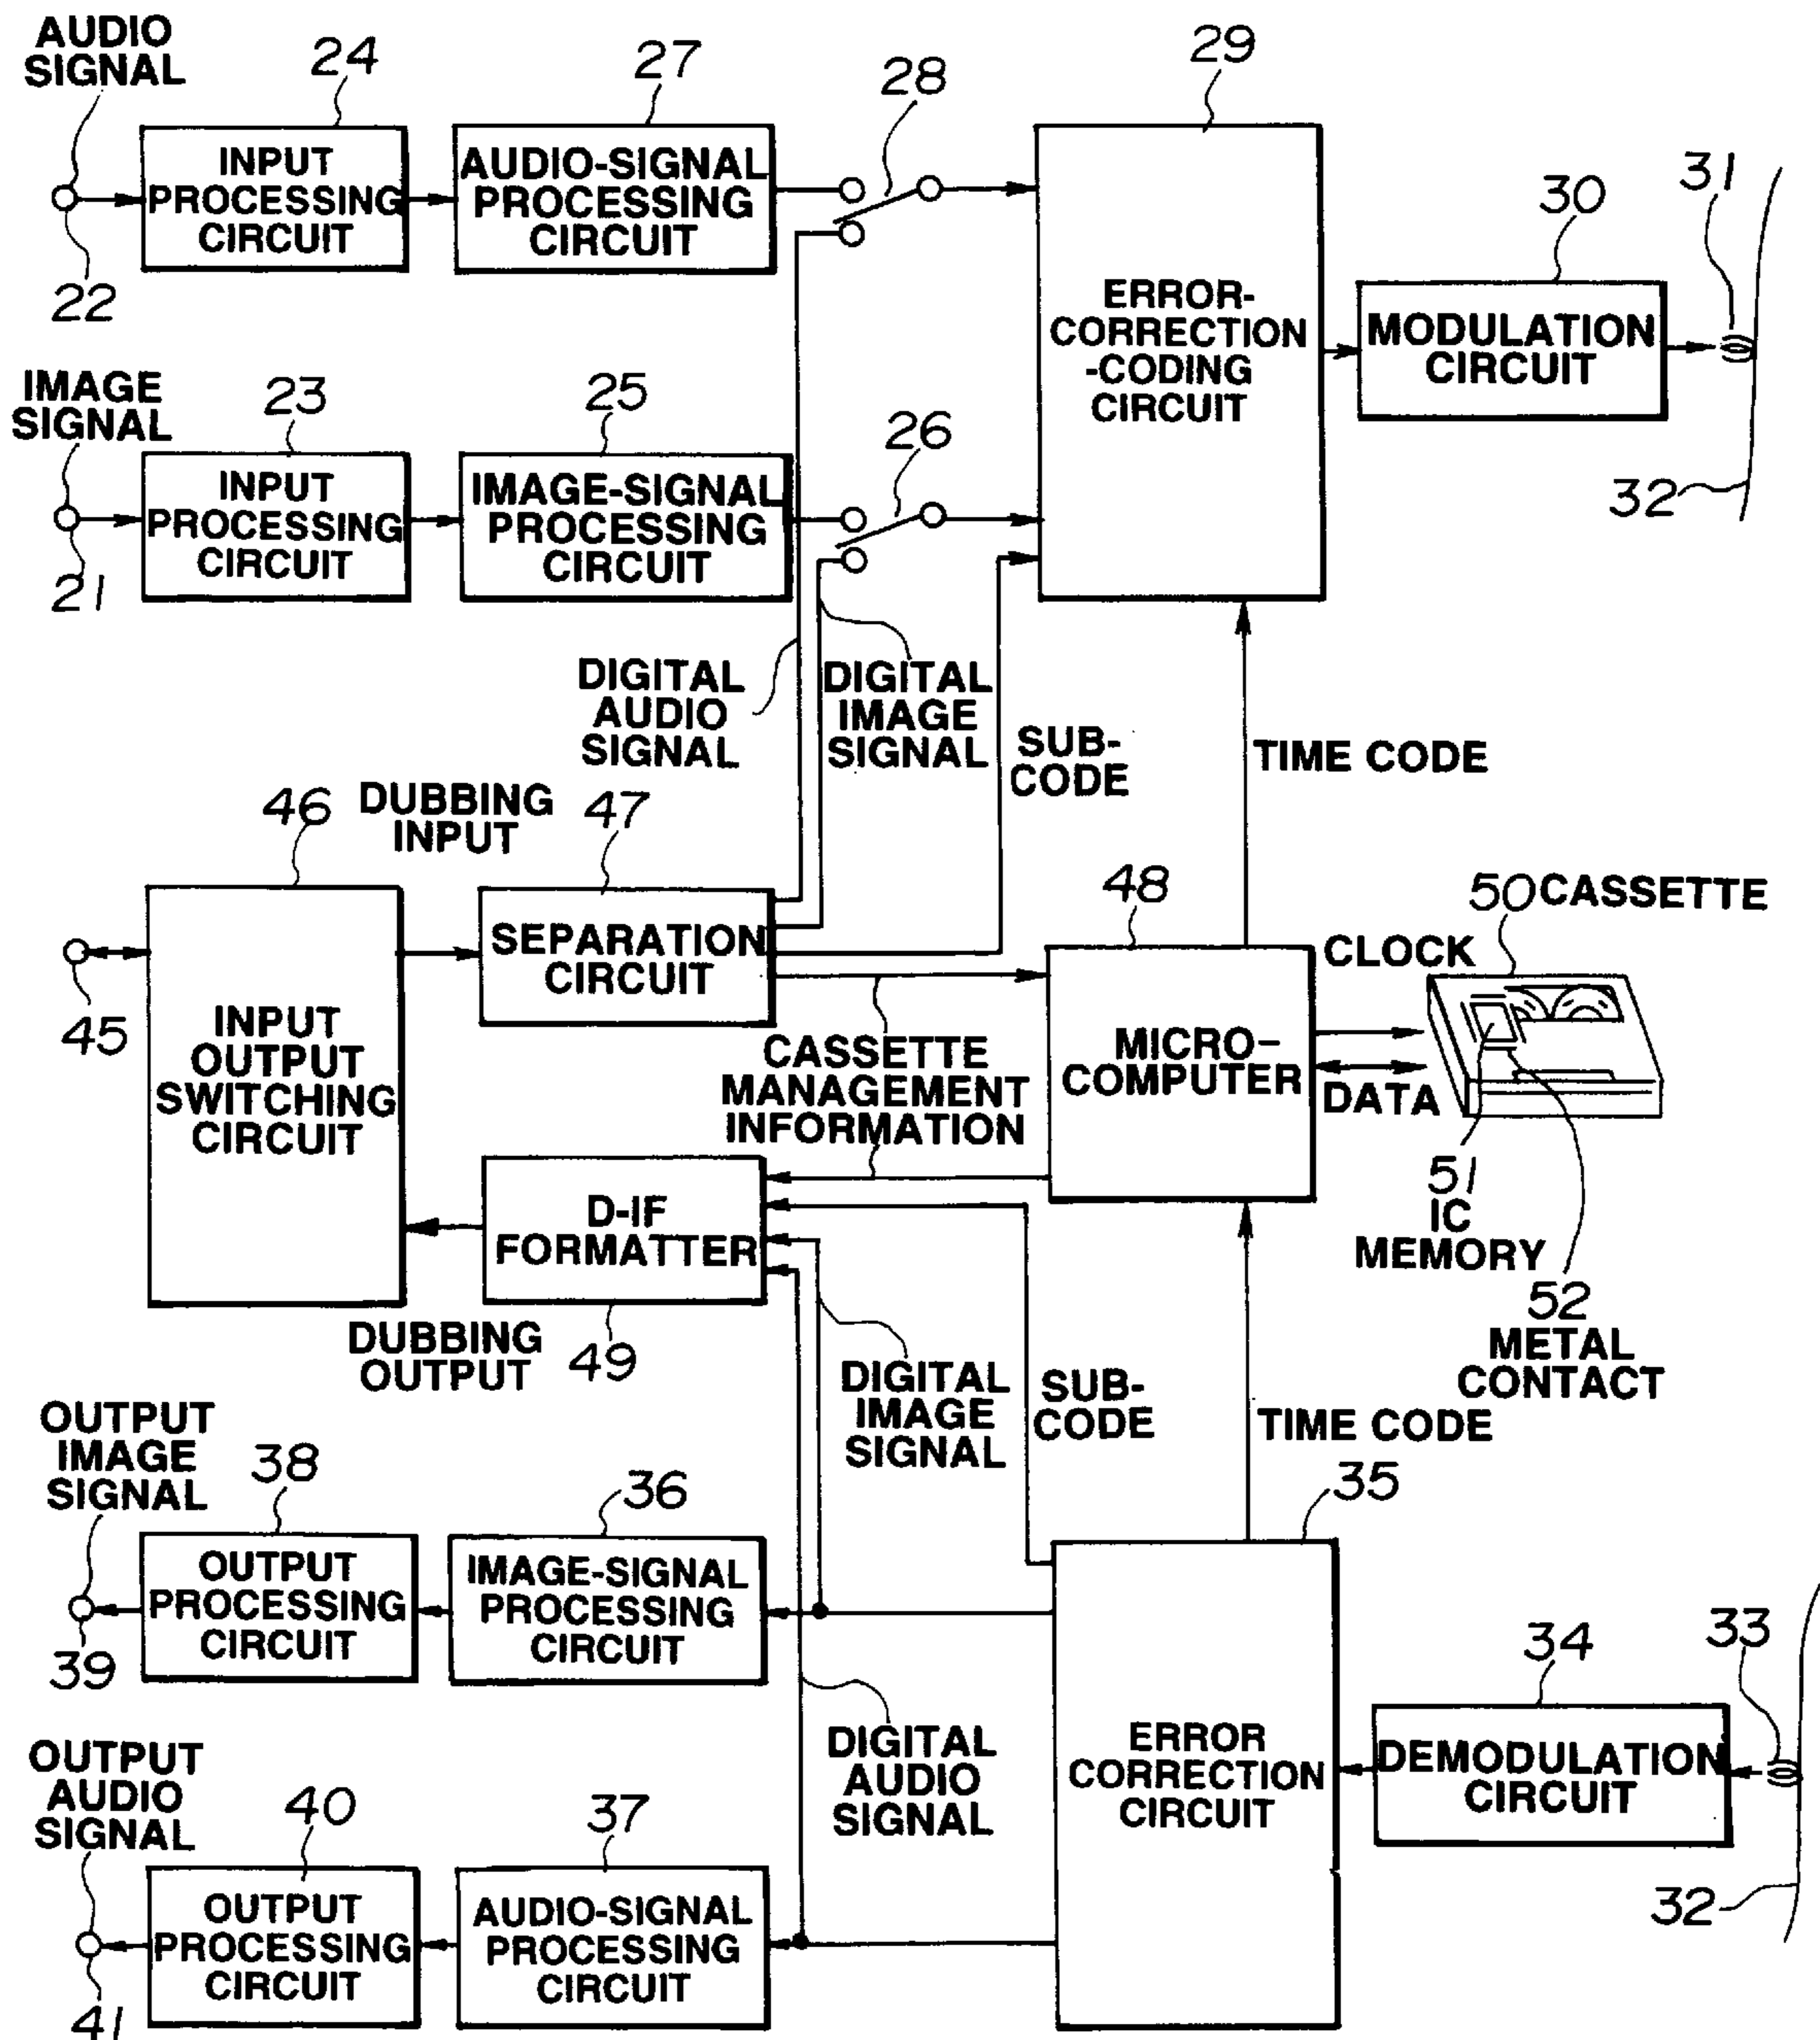 AUDIO
SIGNAL
24
27
28
29
INPUT
PROCESSING
CIRCUIT
AUDIO-SIGNAL
PROCESSING
CIRCUIT
22
30
31
ERROR-
CORRECTION
-CODING
CIRCUIT
MODULATION
CIRCUIT
IMAGE
SIGNAL
23
25
26
32
INPUT
PROCESSING
CIRCUIT
IMAGE-SIGNAL
PROCESSING
CIRCUIT
21
DIGITAL
AUDIO
SIGNAL
DIGITAL
IMAGE
SIGNAL
SUB-
CODE
TIME CODE
46
DUBBING
INPUT
47
48
50 CASSETTE
SEPARATION
CIRCUIT
CLOCK
45
INPUT
OUTPUT
SWITCHING
CIRCUIT
CASSETTE
MANAGEMENT
INFORMATION
MICRO-
COMPUTER
DATA
51
IC
MEMORY
D-IF
FORMATTER
52
METAL
CONTACT
DUBBING
OUTPUT
49
DIGITAL
IMAGE
SIGNAL
SUB-
CODE
TIME CODE
OUTPUT
IMAGE
SIGNAL
38
36
35
OUTPUT
PROCESSING
CIRCUIT
IMAGE-SIGNAL
PROCESSING
CIRCUIT
39
34
33
DIGITAL
AUDIO
SIGNAL
ERROR
CORRECTION
CIRCUIT
DEMODULATION
CIRCUIT
OUTPUT
AUDIO
SIGNAL
40
37
32
OUTPUT
PROCESSING
CIRCUIT
AUDIO-SIGNAL
PROCESSING
CIRCUIT
41